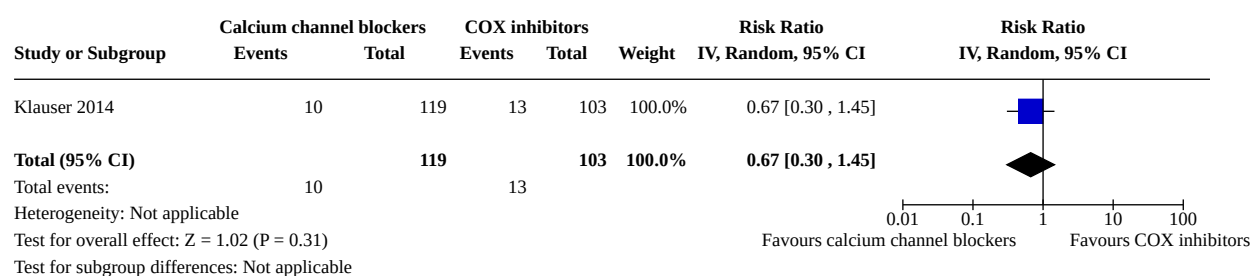 Calcium channel blockers COX inhibitors Risk Ratio Risk Ratio
Study or Subgroup Events Total Events Total Weight IV, Random, 95% CI IV, Random, 95% CI
Klauser 2014 10 119 13 103 100.0% 0.67 [0.30 , 1.45]
Total (95% CI) 119 103 100.0% 0.67 [0.30 , 1.45]
Total events: 10 13
Heterogeneity: Not applicable
0.01 0.1 1 10 100
Test for overall effect: Z = 1.02 (P = 0.31)
Favours calcium channel blockers Favours COX inhibitors
Test for subgroup differences: Not applicable